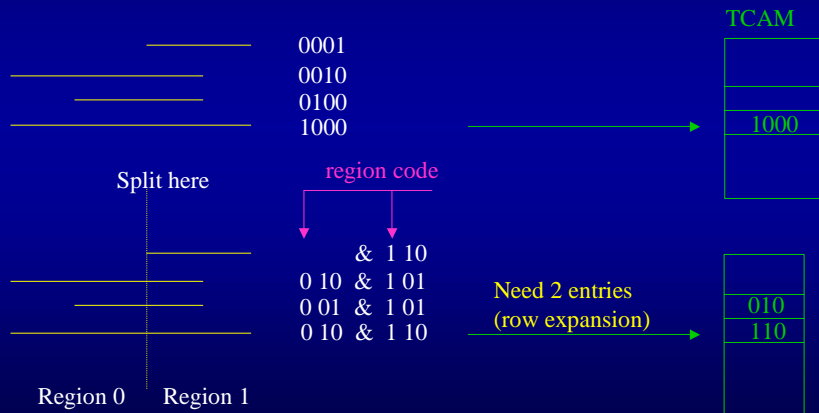 TCAM
0001
0010
0100
1000
1000
region code
Split here
& 1 10
0 10 & 1 01
0 01 & 1 01
0 10 & 1 10
Need 2 entries
(row expansion)
010
110
Region 0
Region 1